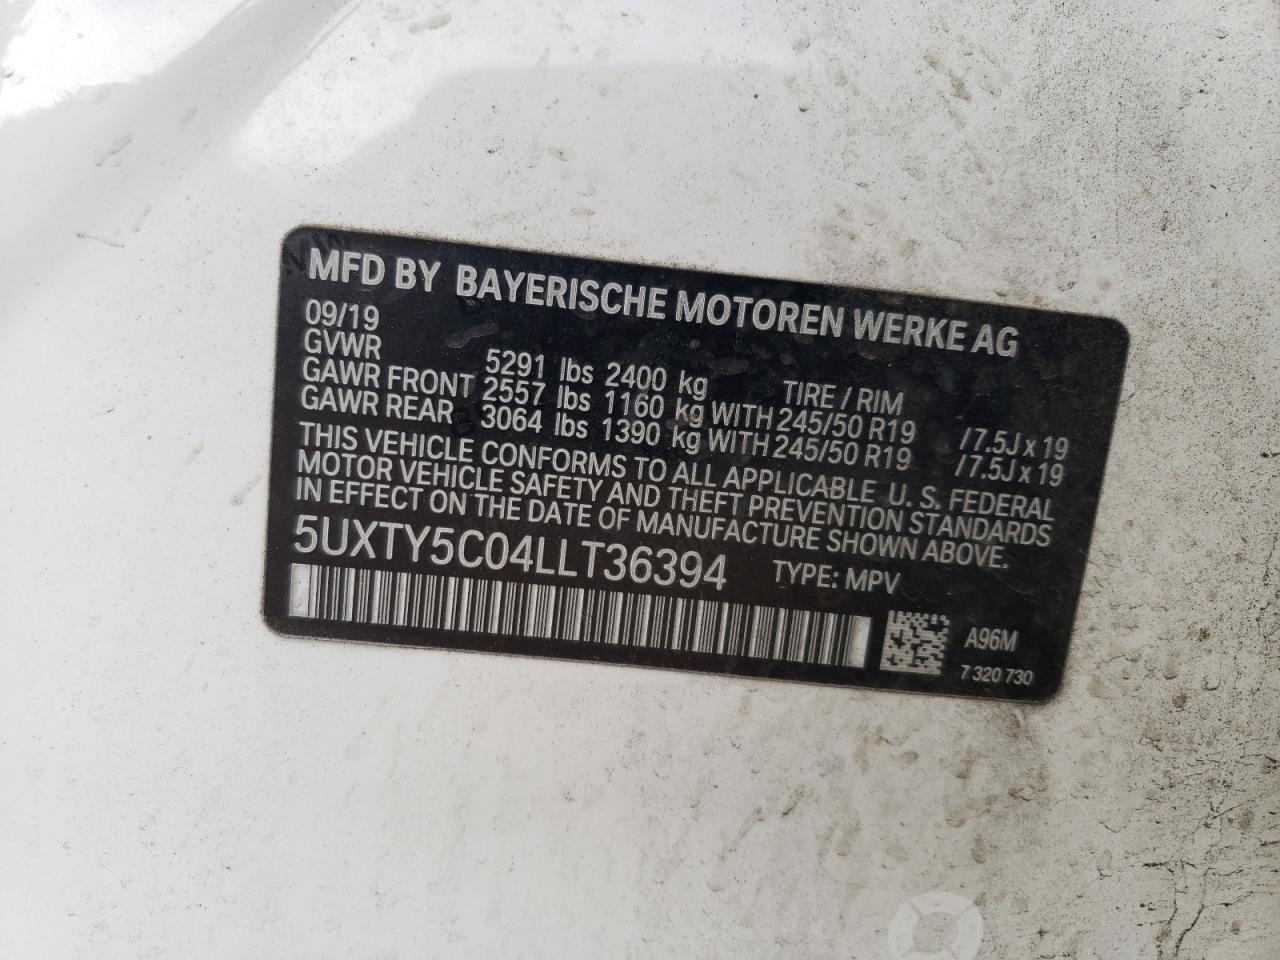 MFD BY BAYERISCHE MOTOREN WERKE AG
09/19
GVWR 5291 lbs 2400 kg TIRE / RIM
GAWR FRONT 2557 lbs 1160 kg WITH 245/50 R19 /7.5J x 19
GAWR REAR 3064 lbs 1390 kg WITH 245/50 R19 /7.5J x 19
THIS VEHICLE CONFORMS TO ALL APPLICABLE U. S. FEDERAL
MOTOR VEHICLE SAFETY AND THEFT PREVENTION STANDARDS
IN EFFECT ON THE DATE OF MANUFACTURE SHOWN ABOVE.
5UXTY5C04LLT36394 TYPE: MPV
A96M
7 320 730